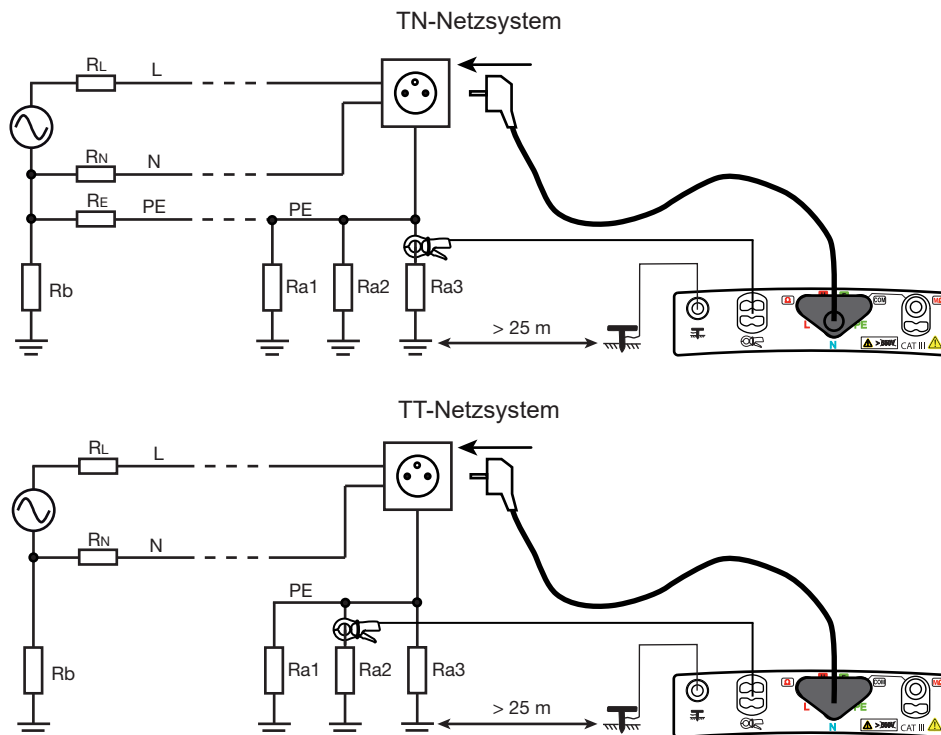 TN-Netzsystem
RL
L
RN
N
RE
PE
PE
Rb
Ra1
Ra2
Ra3
> 25 m
COM
L
PE
N
CAT III
TT-Netzsystem
RL
L
RN
N
PE
Rb
Ra1
Ra2
Ra3
> 25 m
COM
L
PE
N
CAT III